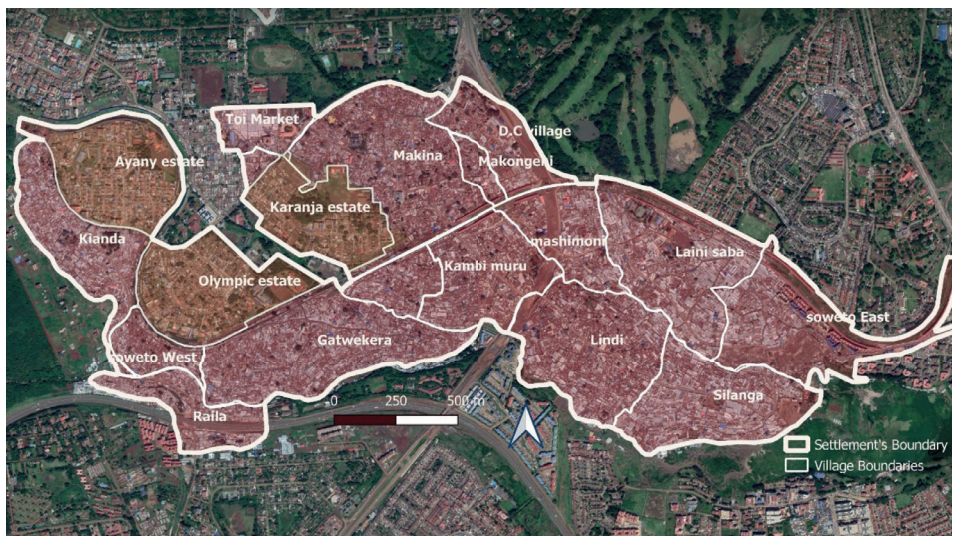 Toi Market
D.C village
Ayany estate
Makina
Makongeni
Karanja estate
Kianda
mashimoni
Laini saba
Kambi muru
Olympic estate
soweto East
soweto West
Gatwekera
Lindi
Silanga
Raila
0 250 500 m
Settlement's Boundary
Village Boundaries